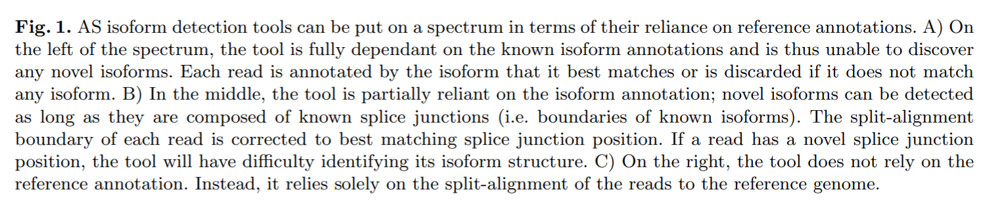 Fig. 1. AS isoform detection tools can be put on a spectrum in terms of their reliance on reference annotations. A) On
the left of the spectrum, the tool is fully dependant on the known isoform annotations and is thus unable to discover
any novel isoforms. Each read is annotated by the isoform that it best matches or is discarded if it does not match
any isoform. B) In the middle, the tool is partially reliant on the isoform annotation; novel isoforms can be detected
as long as they are composed of known splice junctions (i.e. boundaries of known isoforms). The split-alignment
boundary of each read is corrected to best matching splice junction position. If a read has a novel splice junction
position, the tool will have difficulty identifying its isoform structure. C) On the right, the tool does not rely on the
reference annotation. Instead, it relies solely on the split-alignment of the reads to the reference genome.